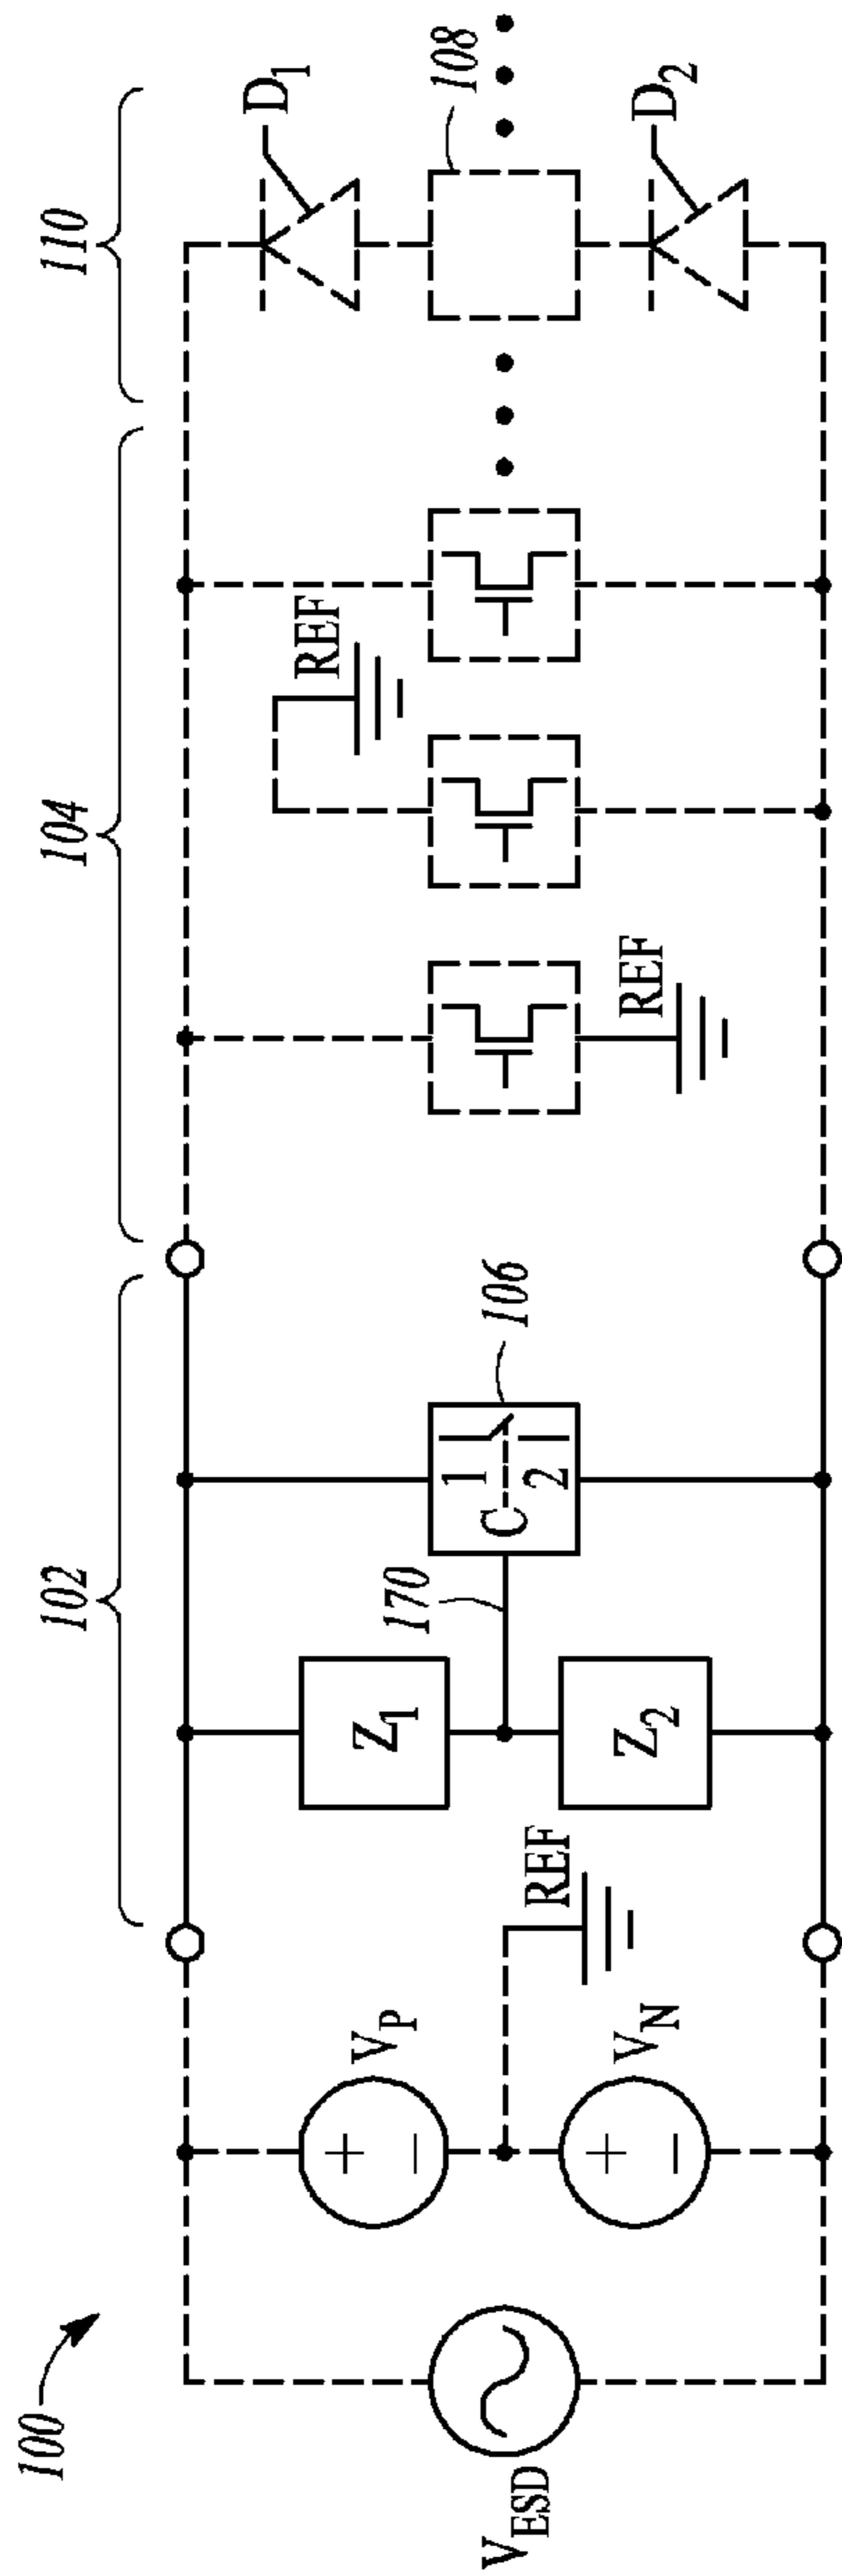 100
102
104
110
V_ESD
V_P
V_N
REF
Z_1
Z_2
170
C
1
2
106
REF
REF
D_1
108
D_2